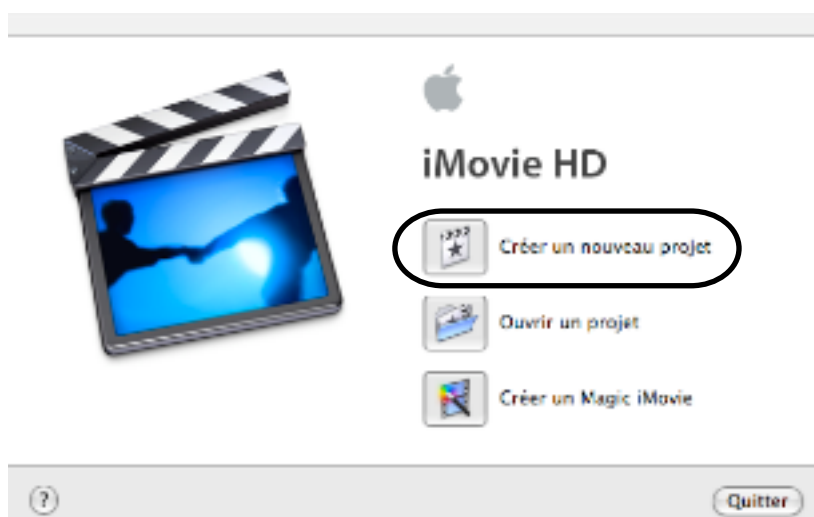 iMovie HD
Créer un nouveau projet
Ouvrir un projet
Créer un Magic iMovie
?
Quitter